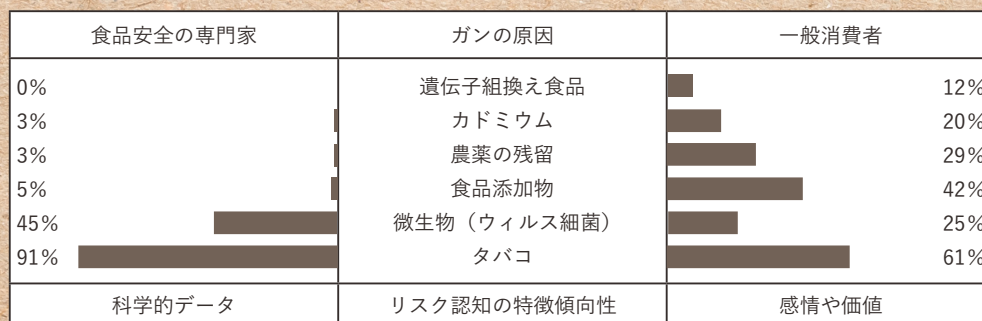 食品安全の専門家 ガンの原因 一般消費者
0% 遺伝子組換え食品 12%
3% カドミウム 20%
3% 農薬の残留 29%
5% 食品添加物 42%
45% 微生物（ウィルス細菌） 25%
91% タバコ 61%
科学的データ リスク認知の特徴傾向性 感情や価値